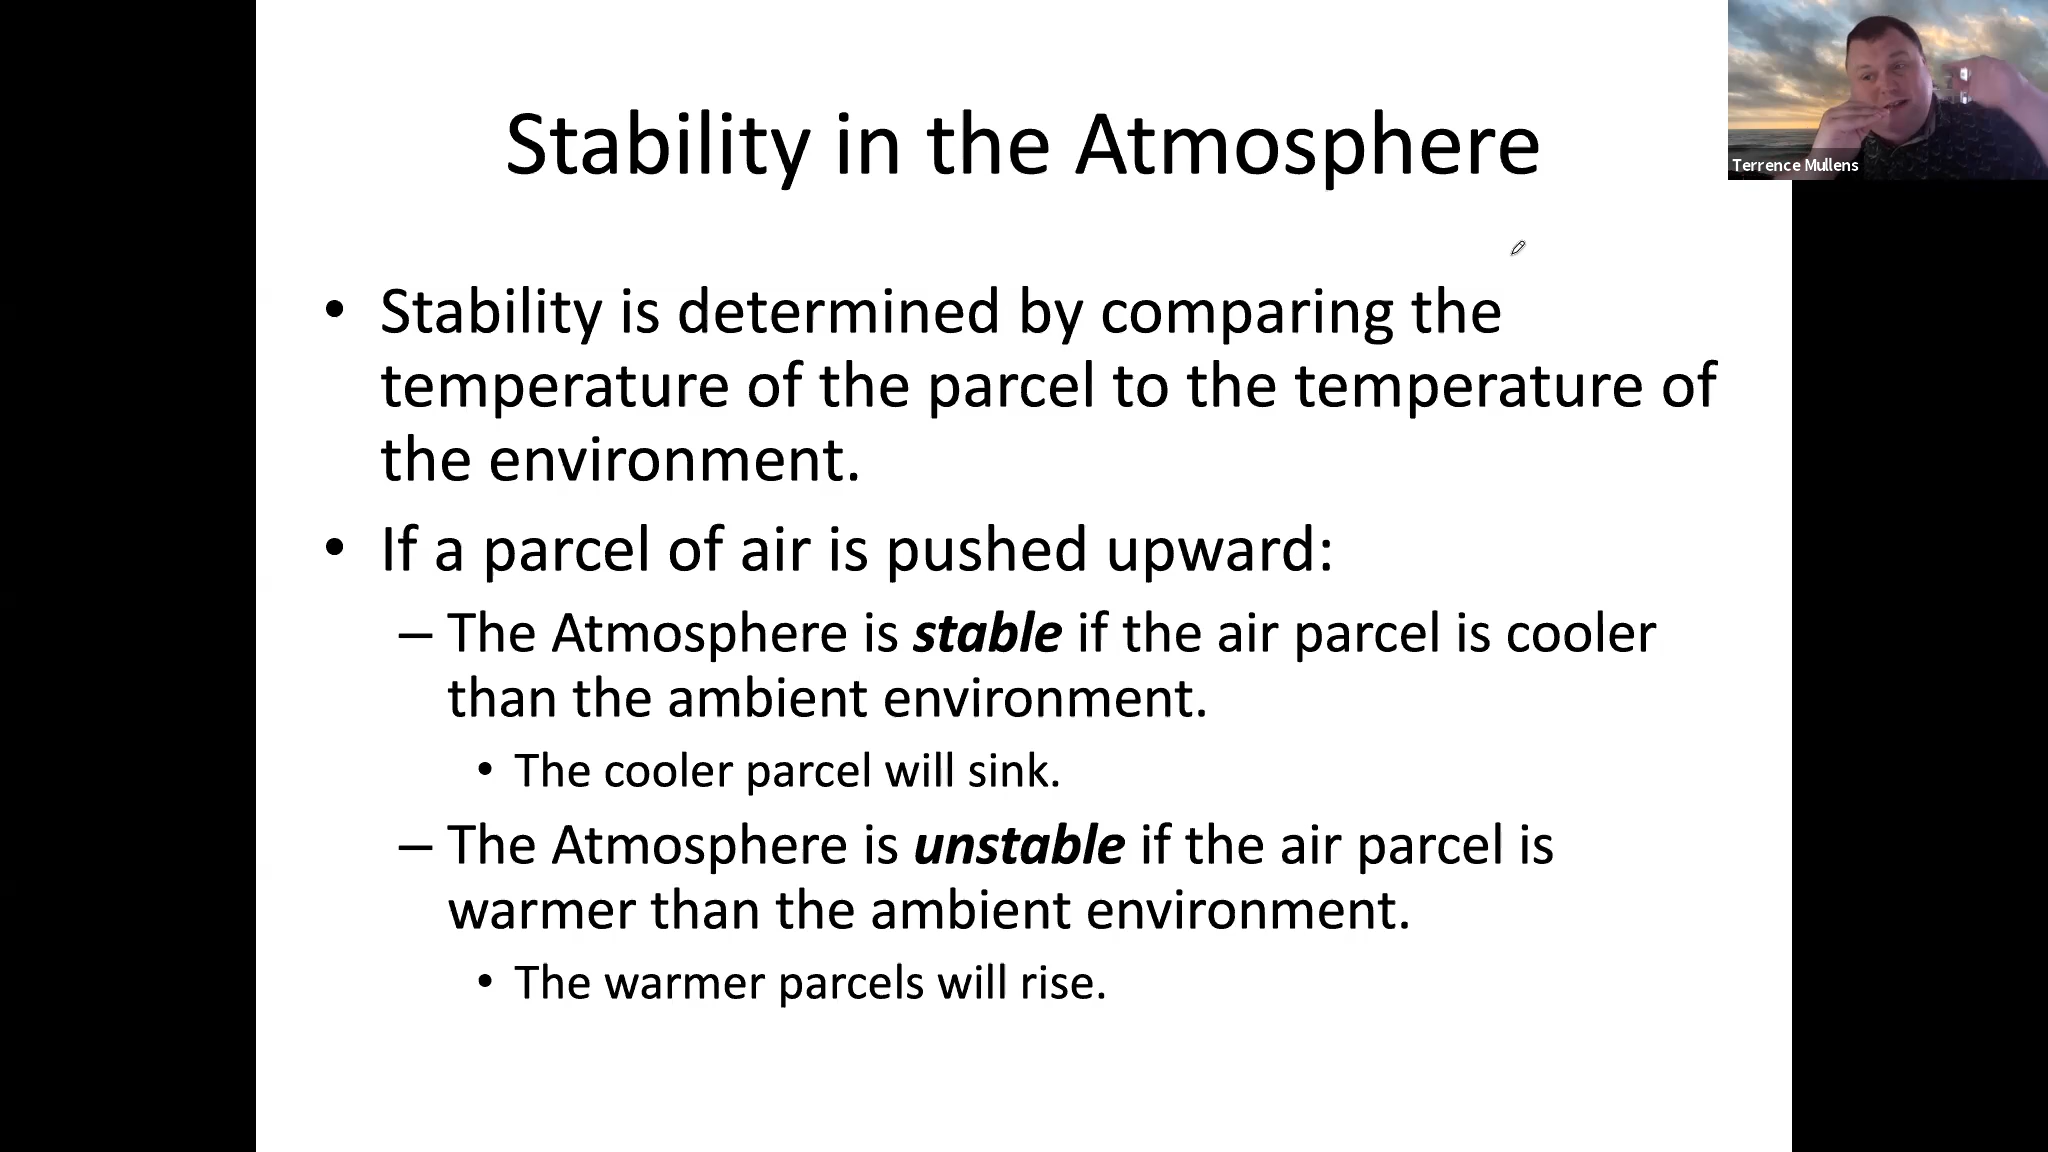 Stability in the Atmosphere
Terrence Mullens
• Stability is determined by comparing the
temperature of the parcel to the temperature of
the environment.
• If a parcel of air is pushed upward:
– The Atmosphere is stable if the air parcel is cooler
than the ambient environment.
• The cooler parcel will sink.
– The Atmosphere is unstable if the air parcel is
warmer than the ambient environment.
• The warmer parcels will rise.